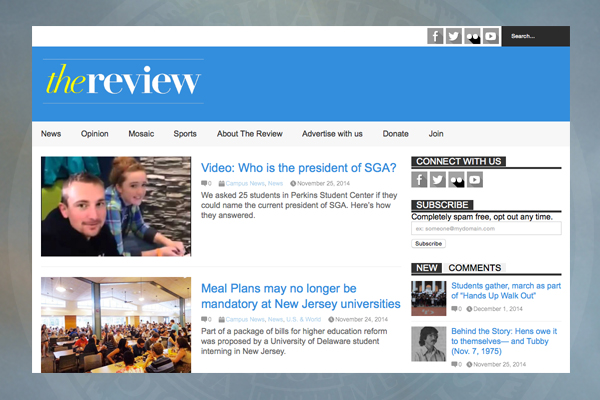 Search...
thereview
News Opinion Mosaic Sports About The Review Advertise with us Donate Join
Video: Who is the president of SGA?
0 Campus News, News November 25, 2014
We asked 25 students in Perkins Student Center if they
could name the current president of SGA. Here's how
they answered.
Meal Plans may no longer be
mandatory at New Jersey universities
0 Campus News, News, U.S. & World November 24, 2014
Part of a package of bills for higher education reform
was proposed by a University of Delaware student
interning in New Jersey.
CONNECT WITH US
SUBSCRIBE
Completely spam free, opt out any time.
ex: someone@mydomain.com
Subscribe
NEW COMMENTS
Students gather, march as part
of "Hands Up Walk Out"
0 December 1, 2014
Behind the Story: Hens owe it
to themselves— and Tubby
(Nov. 7, 1975)
0 November 25, 2014